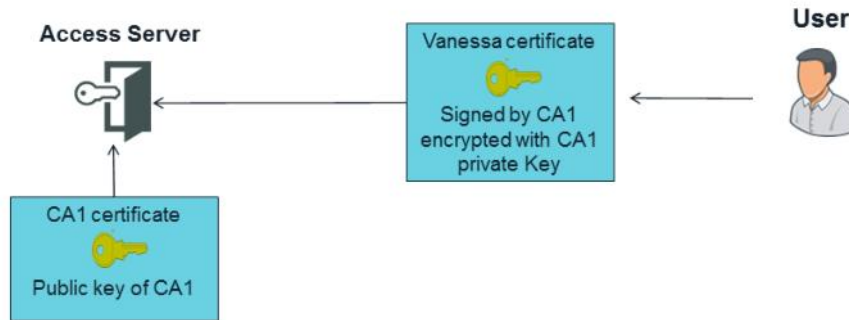 Access Server
Vanessa certificate
Signed by CA1
encrypted with CA1
private Key
User
CA1 certificate
Public key of CA1